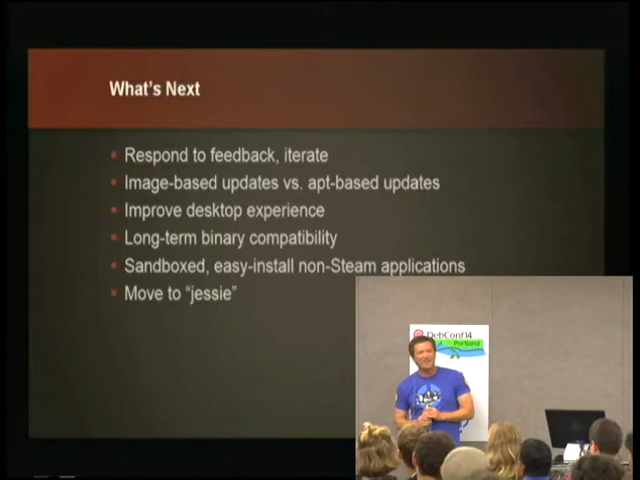 What's Next
Respond to feedback, iterate
Image-based updates vs. apt-based updates
Improve desktop experience
Long-term binary compatibility
Sandboxed, easy-install non-Steam applications
Move to "jessie"
DebConf14
Portland